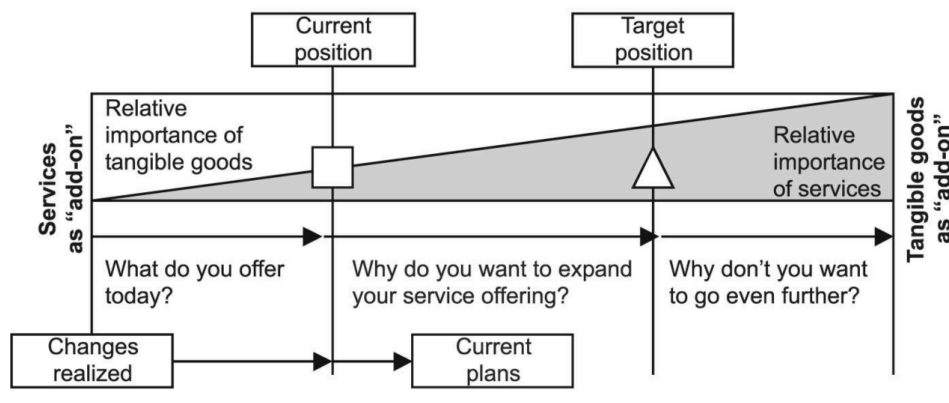 Current
position
Target
position
Services
as “add-on”
Relative
importance of
tangible goods
Relative
importance
of services
Tangible goods
as “add-on”
What do you offer
today?
Why do you want to expand
your service offering?
Why don’t you want
to go even further?
Changes
realized
Current
plans